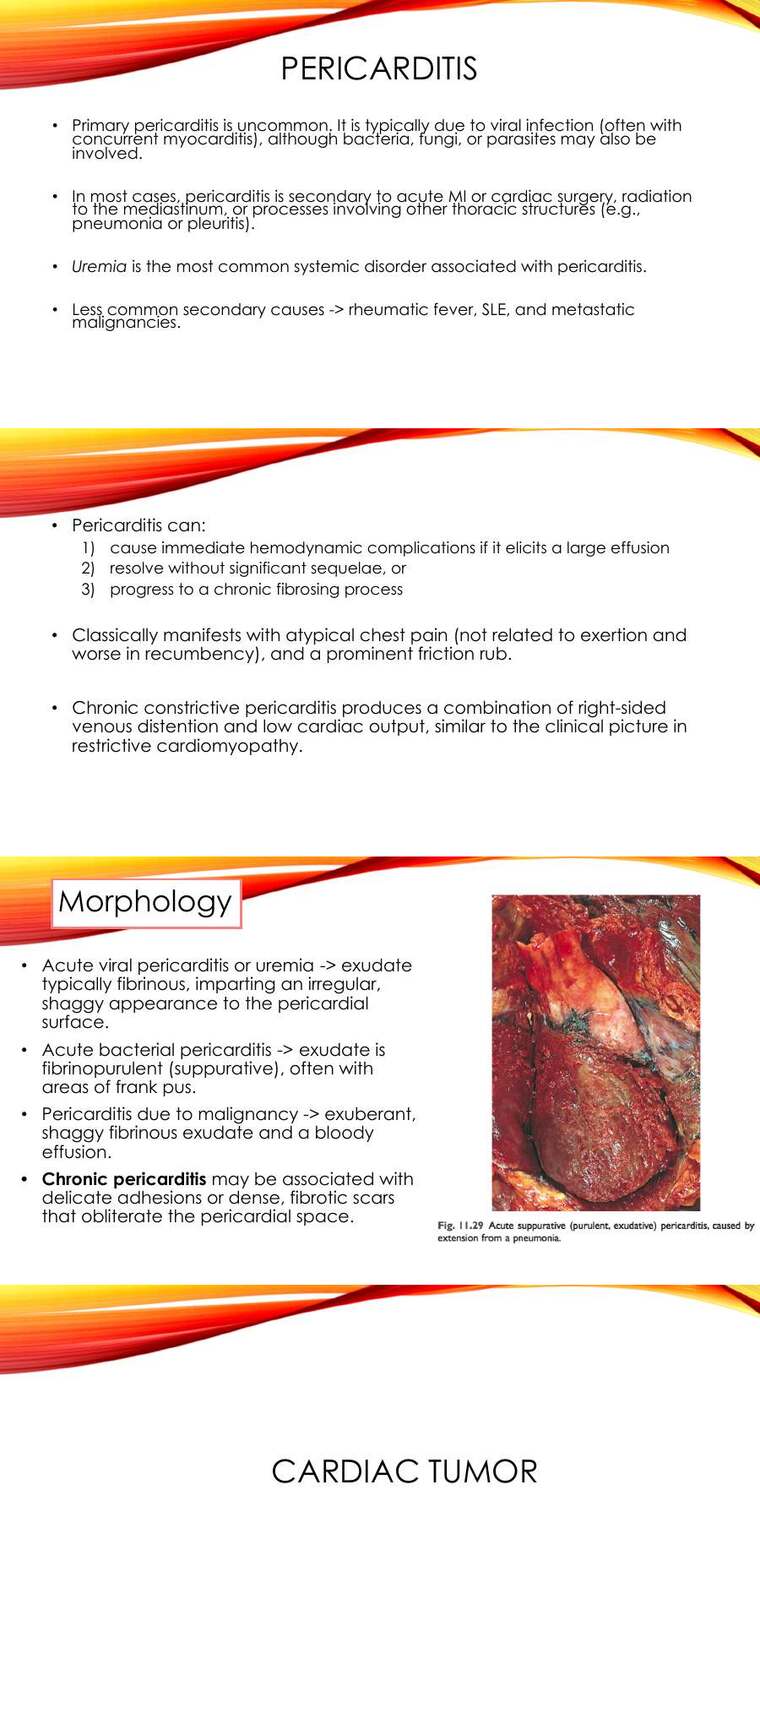 PERICARDITIS
• Primary pericarditis is uncommon. It is typically due to viral infection (often with
concurrent myocarditis), although bacteria, fungi, or parasites may also be
involved.
• In most cases, pericarditis is secondary to acute MI or cardiac surgery, radiation
to the mediastinum, or processes involving other thoracic structures (e.g.,
pneumonia or pleuritis).
• Uremia is the most common systemic disorder associated with pericarditis.
• Less common secondary causes -> rheumatic fever, SLE, and metastatic
malignancies.
• Pericarditis can:
1) cause immediate hemodynamic complications if it elicits a large effusion
2) resolve without significant sequelae, or
3) progress to a chronic fibrosing process
• Classically manifests with atypical chest pain (not related to exertion and
worse in recumbency), and a prominent friction rub.
• Chronic constrictive pericarditis produces a combination of right-sided
venous distention and low cardiac output, similar to the clinical picture in
restrictive cardiomyopathy.
Morphology
• Acute viral pericarditis or uremia -> exudate
typically fibrinous, imparting an irregular,
shaggy appearance to the pericardial
surface.
• Acute bacterial pericarditis -> exudate is
fibrinopurulent (suppurative), often with
areas of frank pus.
• Pericarditis due to malignancy -> exuberant,
shaggy fibrinous exudate and a bloody
effusion.
• Chronic pericarditis may be associated with
delicate adhesions or dense, fibrotic scars
that obliterate the pericardial space.
Fig. 11.29 Acute suppurative (purulent, exudative) pericarditis, caused by
extension from a pneumonia.
CARDIAC TUMOR